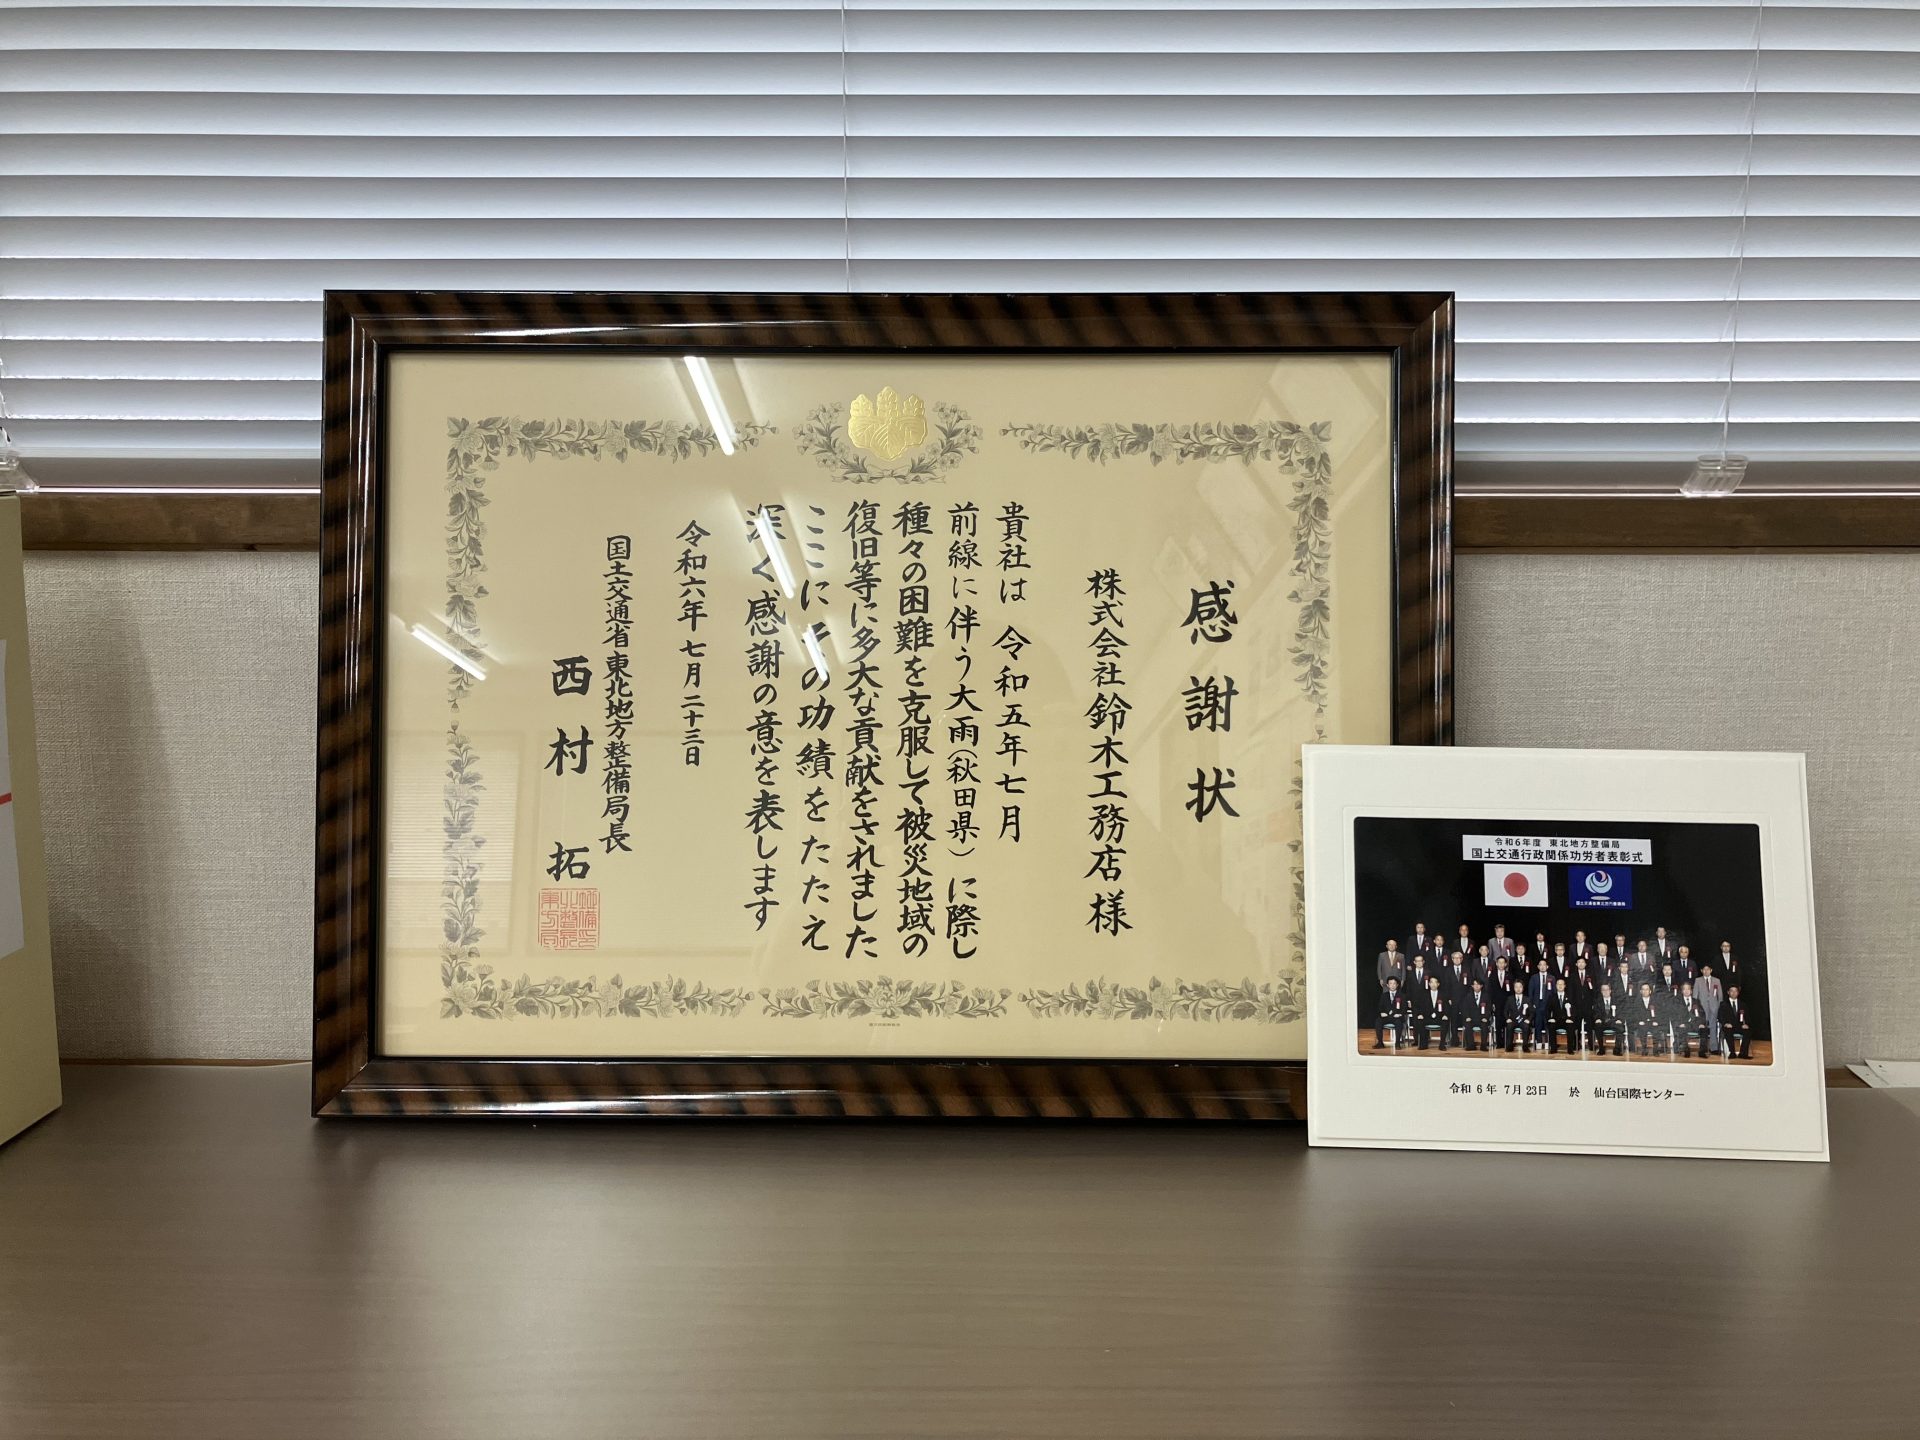 感謝状
株式会社鈴木工務店様
貴社は 令和五年七月
前線に伴う大雨(秋田県)に際し
種々の困難を克服して被災地域の
復旧等に多大な貢献をされました
ここにその功績をたたえ
深く感謝の意を表します
令和六年 七月二十三日
国土交通省東北地方整備局長
西村 拓
令和6年度 東北地方整備局
国土交通行政関係功労者表彰式
令和 6 年 7 月 23 日 於 仙台国際センター